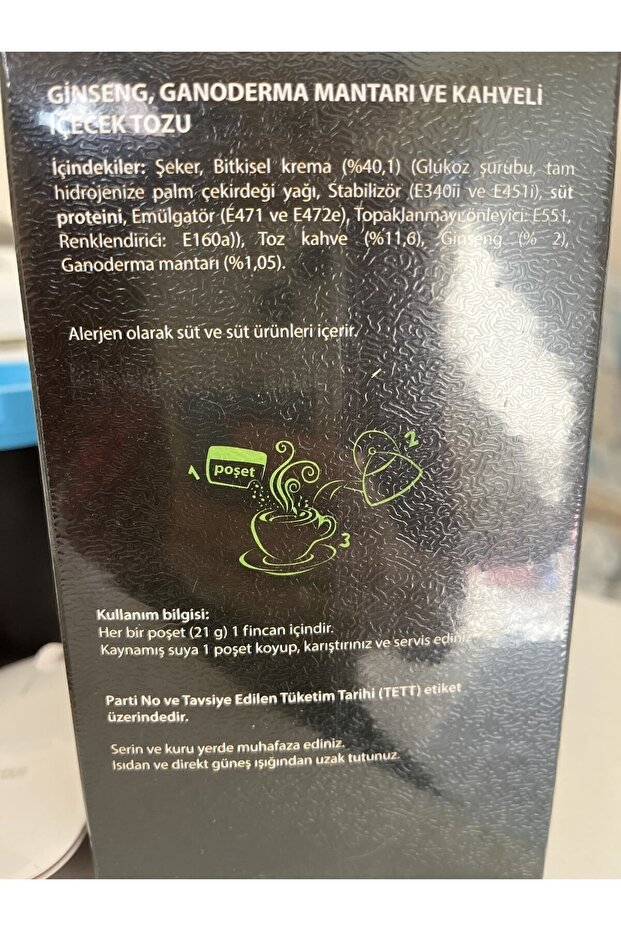 GİNSENG, GANODERMA MANTARI VE KAHVELİ
İÇECEK TOZU
İçindekiler: Şeker, Bitkisel krema (%40,1) (Glukoz şurubu, tam
hidrojenize palm çekirdeği yağı, Stabilizör (E340ii ve E451i), süt
proteini, Emülgatör (E471 ve E472e), Topaklanmayı önleyici: E551,
Renklendirici: E160a)), Toz kahve (%11,6), Ginseng (% 2),
Ganoderma mantarı (%1,05).
Alerjen olarak süt ve süt ürünleri içerir.
1 poşet
2
3
Kullanım bilgisi:
Her bir poşet (21 g) 1 fincan içindir.
Kaynamış suya 1 poşet koyup, karıştırınız ve servis ediniz.
Parti No ve Tavsiye Edilen Tüketim Tarihi (TETT) etiket
üzerindedir.
Serin ve kuru yerde muhafaza ediniz.
Isıdan ve direkt güneş ışığından uzak tutunuz.